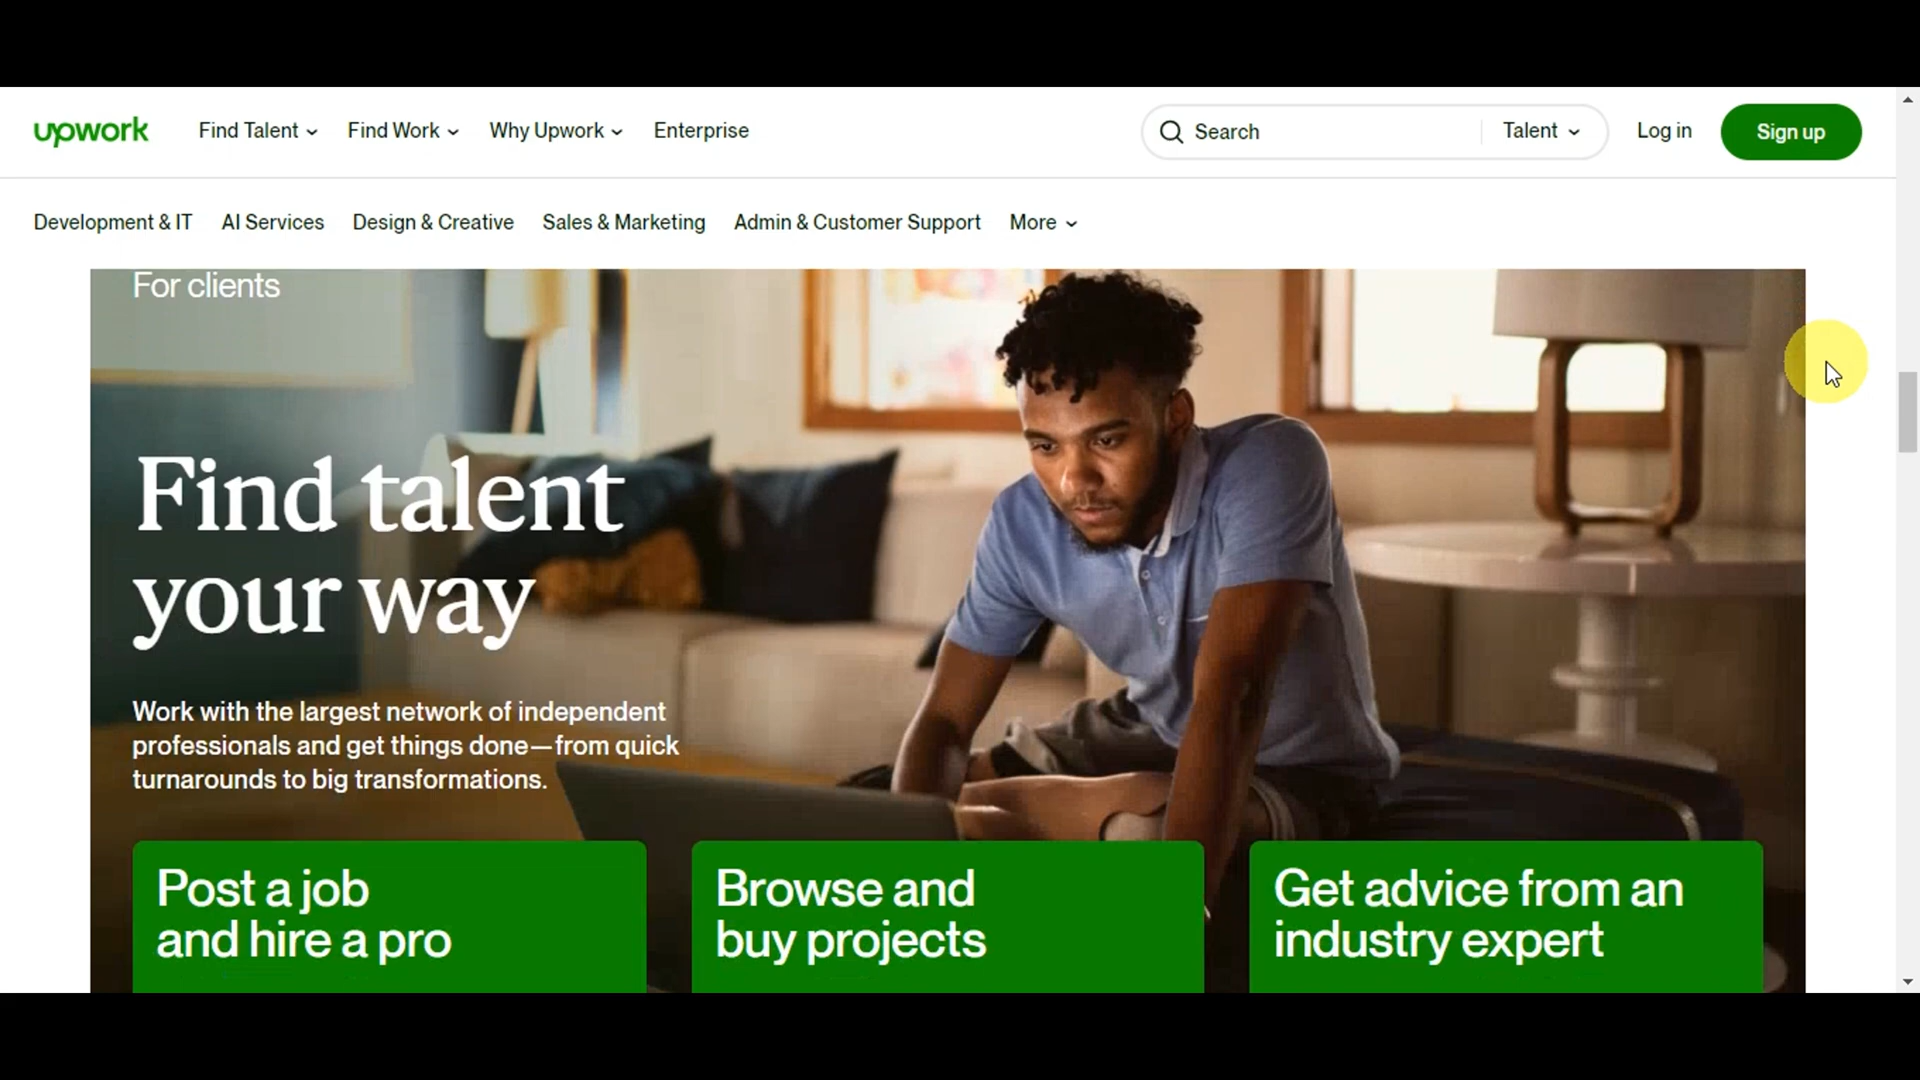 upwork
Find Talent
Find Work
Why Upwork
Enterprise
Search
Talent
Log in
Sign up
Development & IT
AI Services
Design & Creative
Sales & Marketing
Admin & Customer Support
More
For clients
Find talent
your way
Work with the largest network of independent
professionals and get things done—from quick
turnarounds to big transformations.
Post a job
and hire a pro
Browse and
buy projects
Get advice from an
industry expert